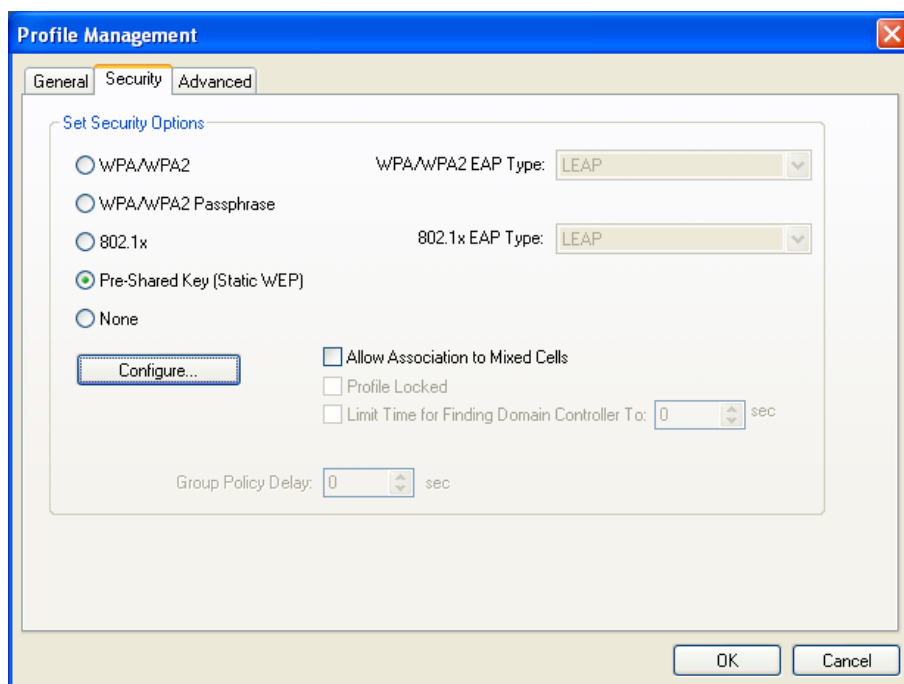 Profile Management
General Security Advanced
Set Security Options
WPA/WPA2 WPA/WPA2 EAP Type: LEAP
WPA/WPA2 Passphrase
802.1x 802.1x EAP Type: LEAP
Pre-Shared Key (Static WEP)
None
Configure... Allow Association to Mixed Cells
Profile Locked
Limit Time for Finding Domain Controller To: 0 sec
Group Policy Delay: 0 sec
OK Cancel